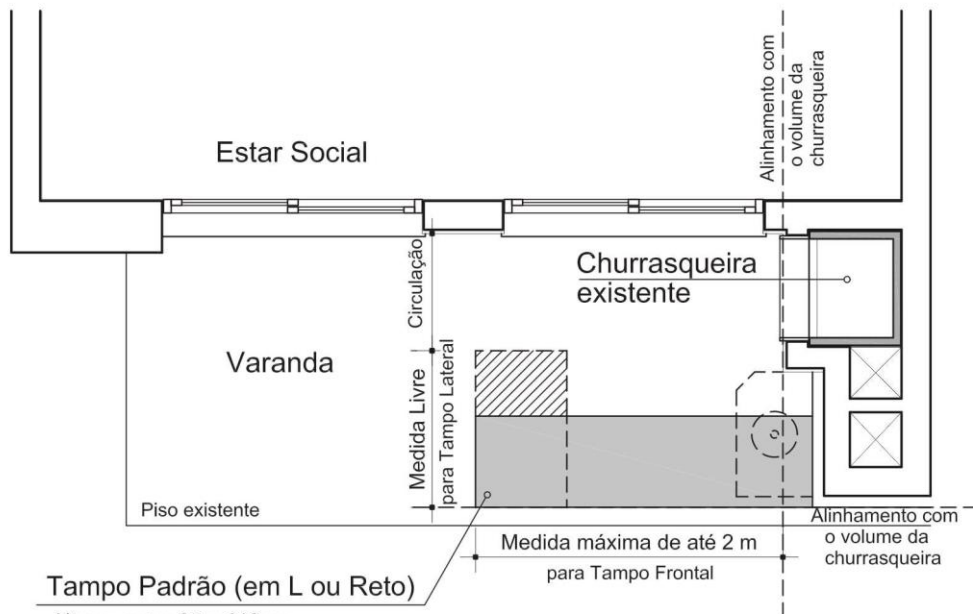 Alinhamento com
o volume da
churrasqueira
Estar Social
Circulação
Churrasqueira
existente
Varanda
Medida Livre
para Tampo Lateral
Piso existente
Medida máxima de até 2 m
para Tampo Frontal
Alinhamento com
o volume da
churrasqueira
Tampo Padrão (em L ou Reto)